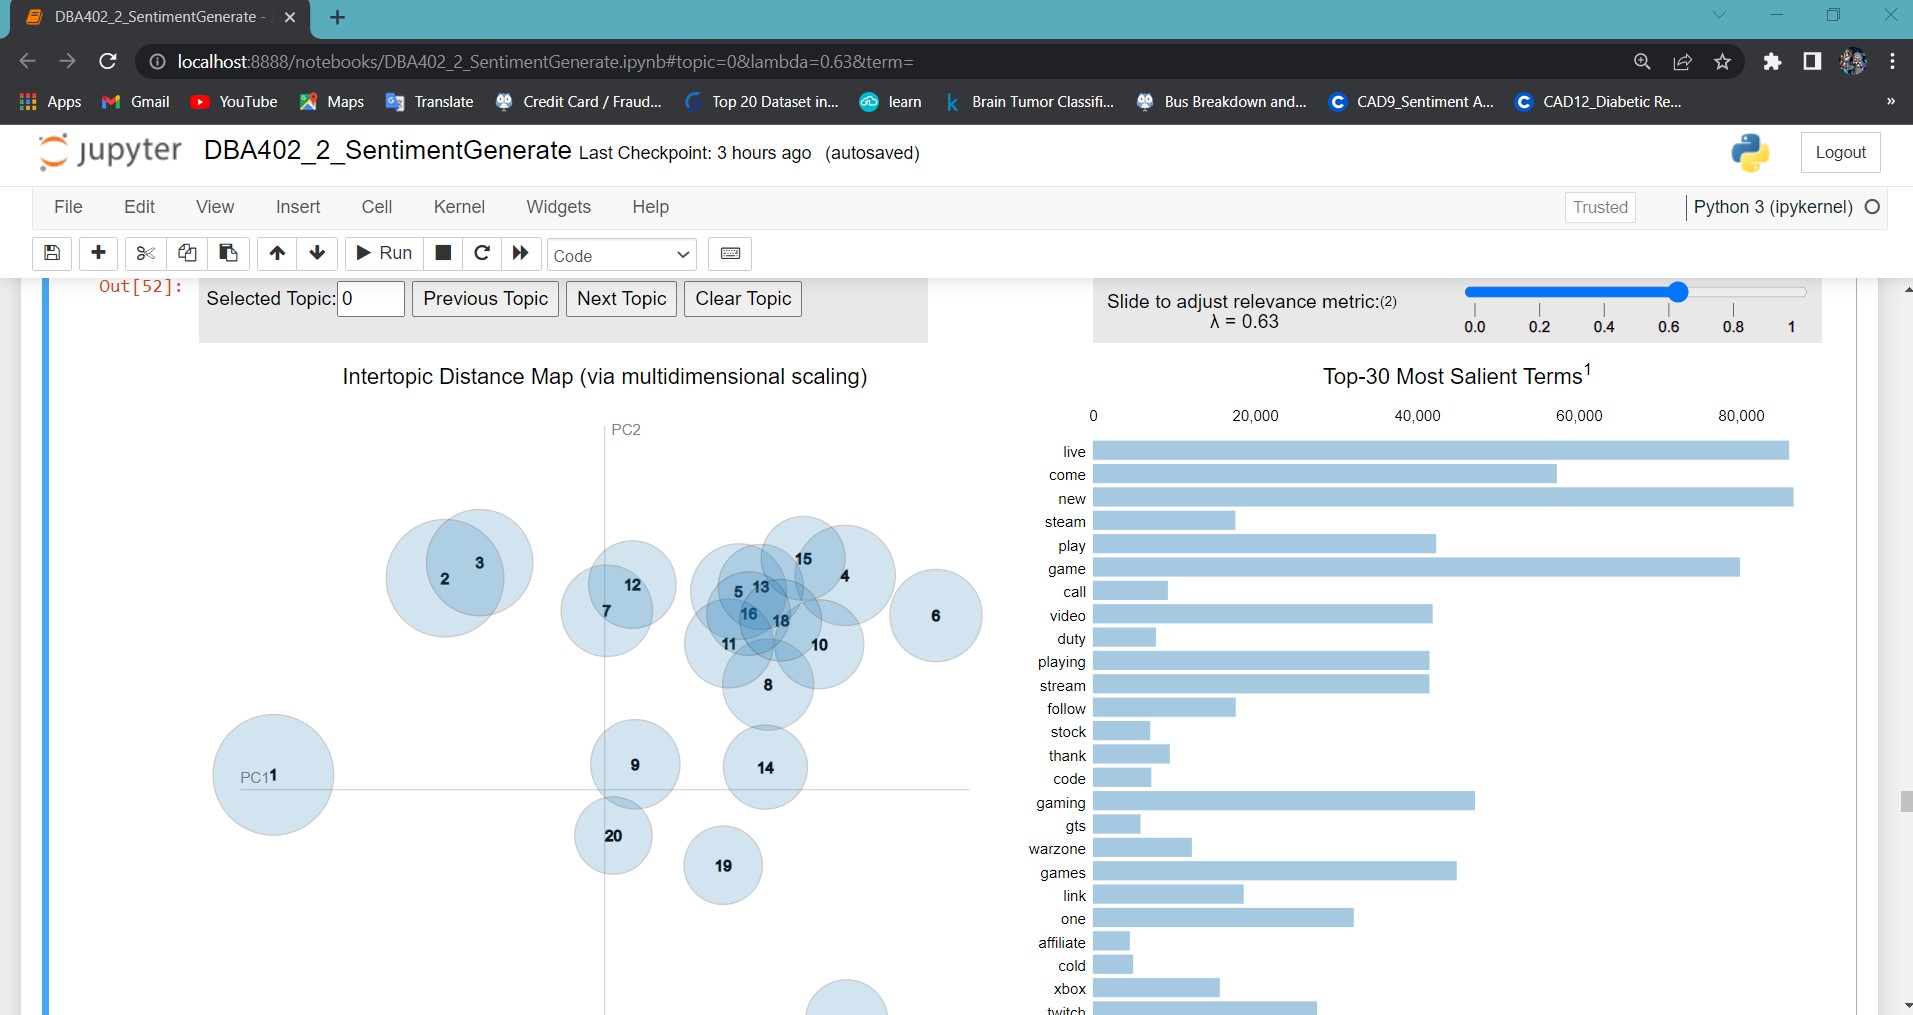 DBA402_2_SentimentGenerate -
localhost:8888/notebooks/DBA402_2_SentimentGenerate.ipynb#topic=0&lambda=0.63&term=
Apps Gmail YouTube Maps Translate Credit Card / Fraud... Top 20 Dataset in... learn Brain Tumor Classifi... Bus Breakdown and... CAD9_Sentiment A... CAD12_Diabetic Re... »
jupyter DBA402_2_SentimentGenerate Last Checkpoint: 3 hours ago (autosaved) Logout
File Edit View Insert Cell Kernel Widgets Help Trusted Python 3 (ipykernel)
Run Code
Out[52]:
Selected Topic: 0 Previous Topic Next Topic Clear Topic
Slide to adjust relevance metric:(2)
λ = 0.63
0.0 0.2 0.4 0.6 0.8 1
Intertopic Distance Map (via multidimensional scaling)
PC2
2
3
12
7
15
4
5
13
16
18
6
11
10
8
PC1
1
9
14
20
19
Top-30 Most Salient Terms1
0 20,000 40,000 60,000 80,000
live
come
new
steam
play
game
call
video
duty
playing
stream
follow
stock
thank
code
gaming
gts
warzone
games
link
one
affiliate
cold
xbox
twitch